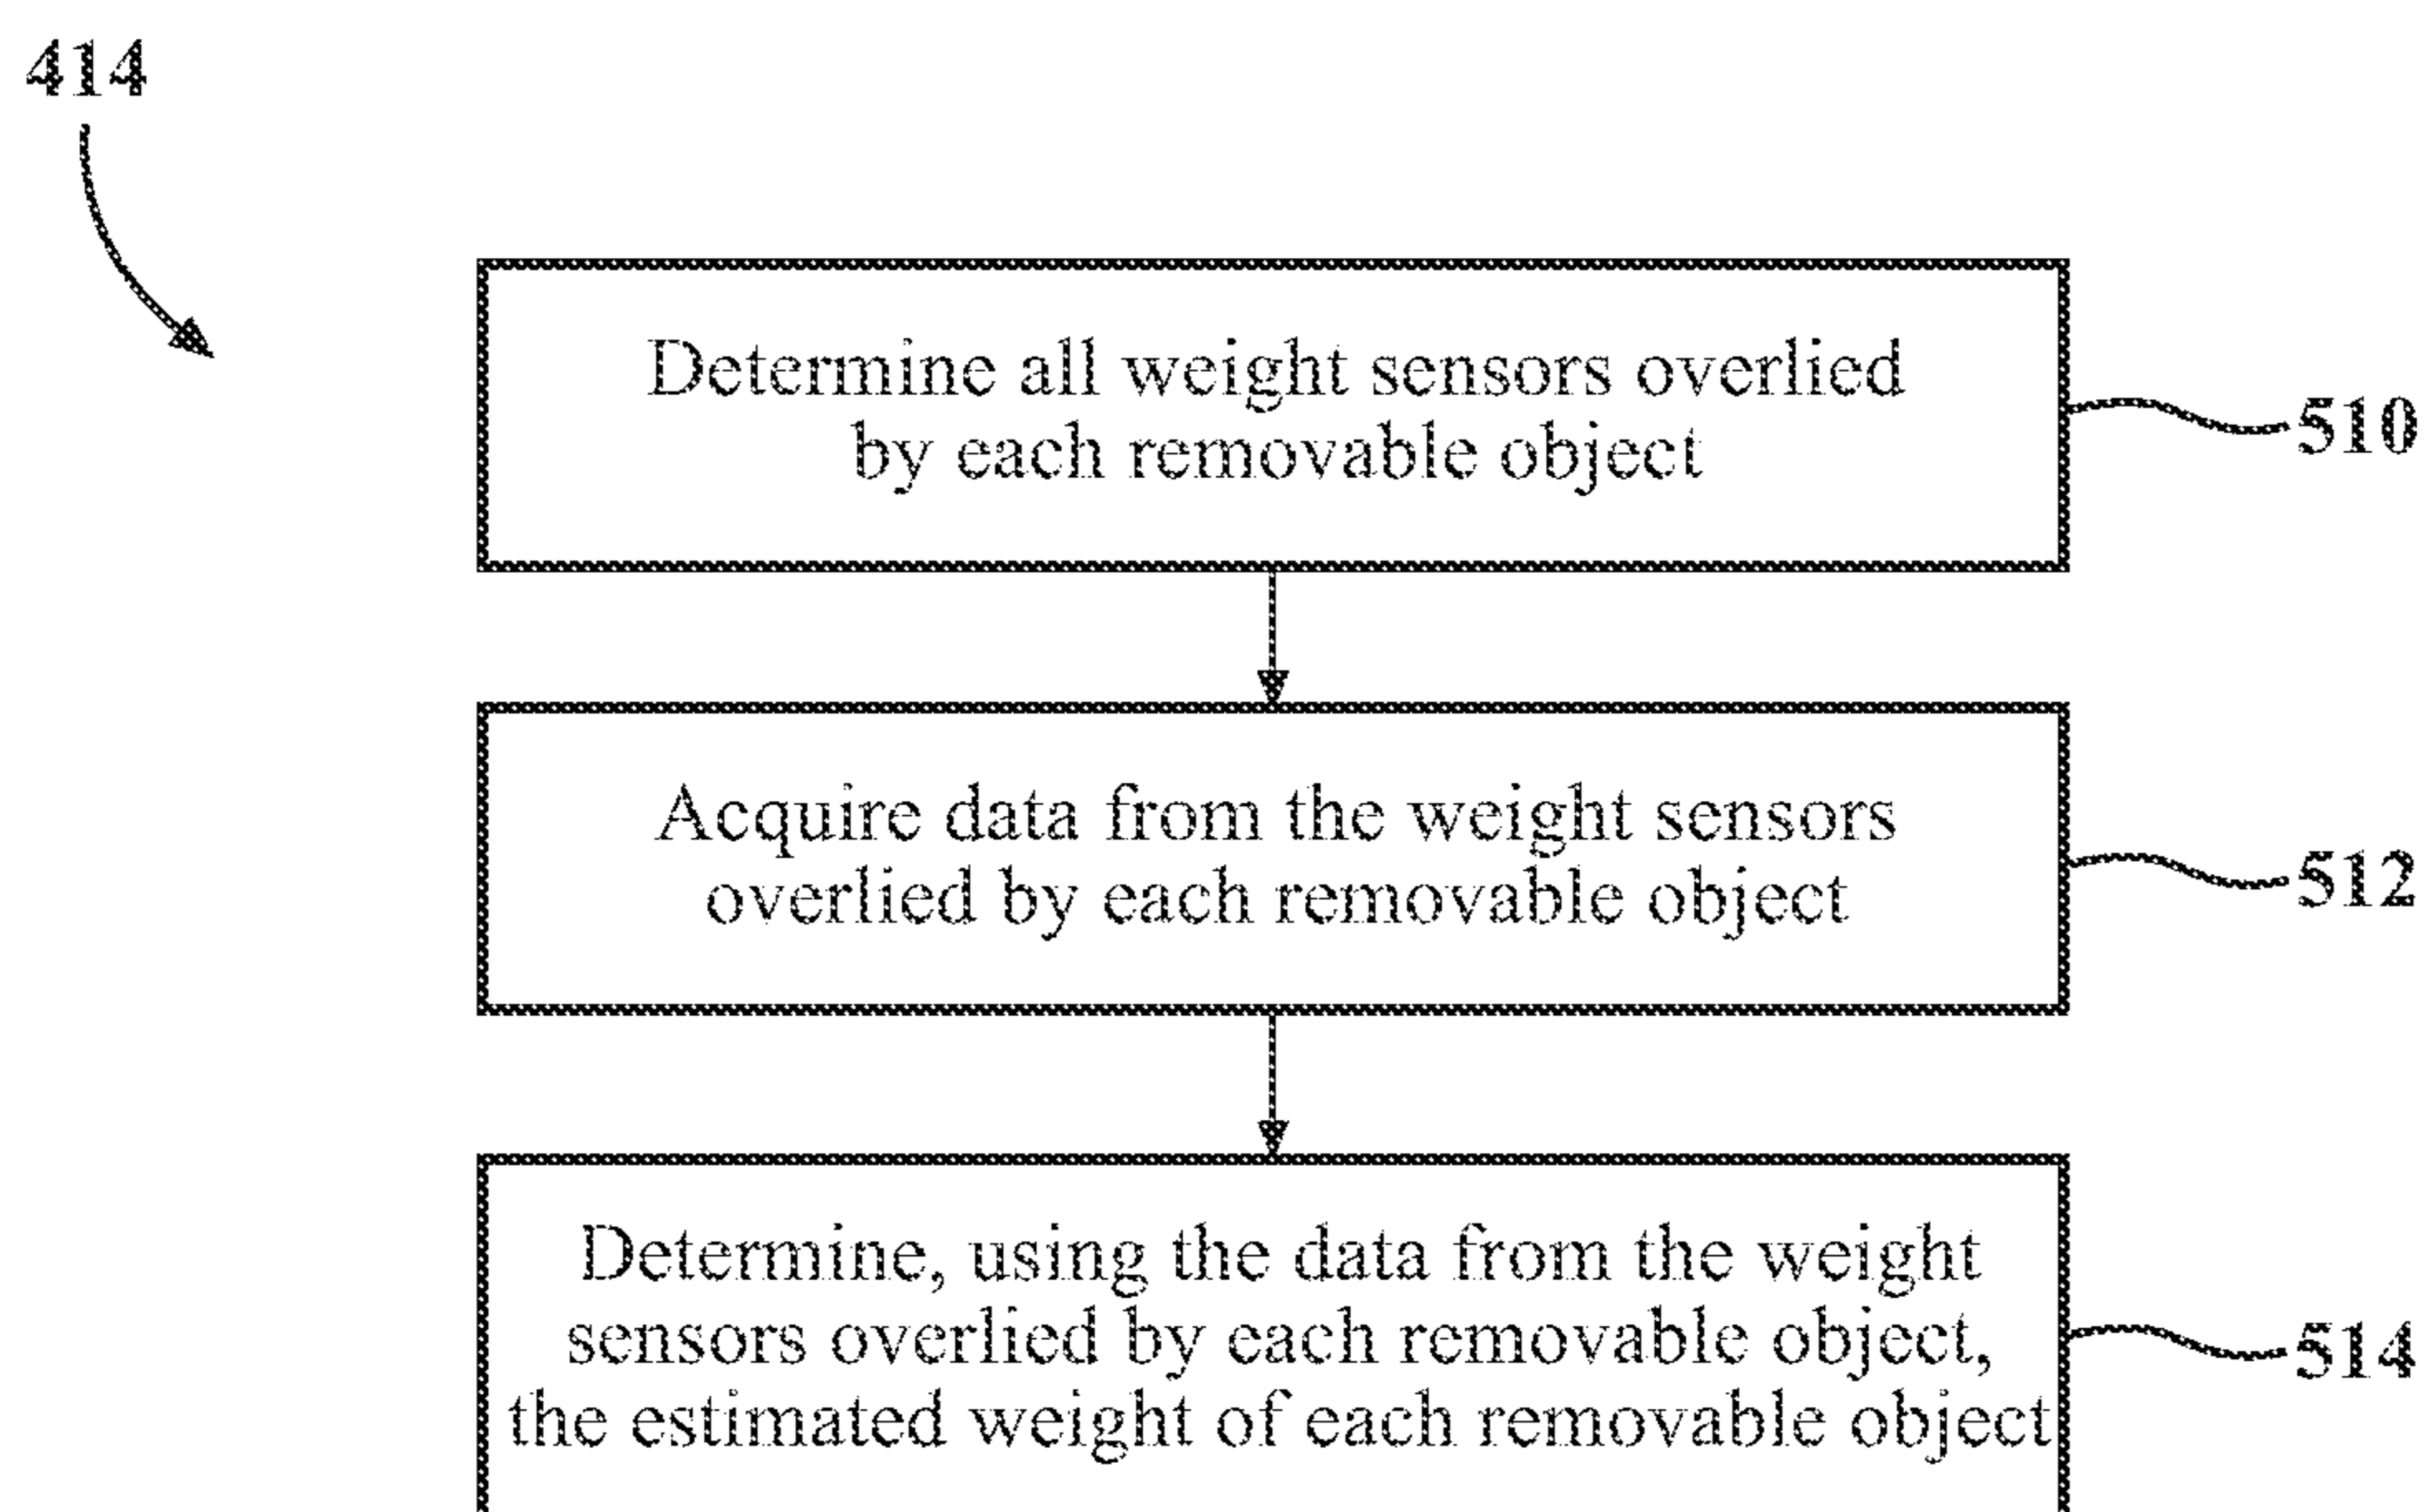 414
Determine all weight sensors overlied
by each removable object
510
Acquire data from the weight sensors
overlied by each removable object
512
Determine, using the data from the weight
sensors overlied by each removable object,
the estimated weight of each removable object
514